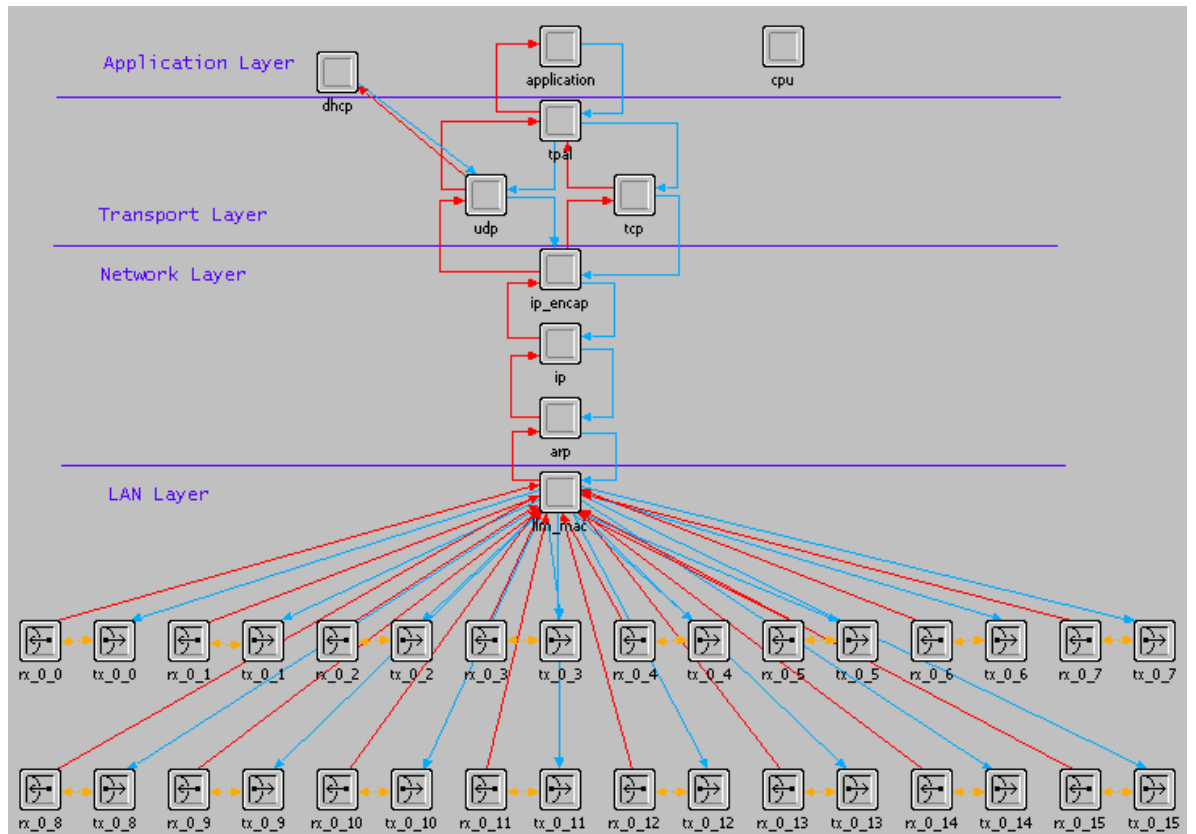 Application Layer
application
cpu
dhcp
tpal
Transport Layer
udp
tcp
Network Layer
ip_encap
ip
arp
LAN Layer
llm_mac
rx_0_0 tx_0_0 rx_0_1 tx_0_1 rx_0_2 tx_0_2 rx_0_3 tx_0_3 rx_0_4 tx_0_4 rx_0_5 tx_0_5 rx_0_6 tx_0_6 rx_0_7 tx_0_7
rx_0_8 tx_0_8 rx_0_9 tx_0_9 rx_0_10 tx_0_10 rx_0_11 tx_0_11 rx_0_12 tx_0_12 rx_0_13 tx_0_13 rx_0_14 tx_0_14 rx_0_15 tx_0_15